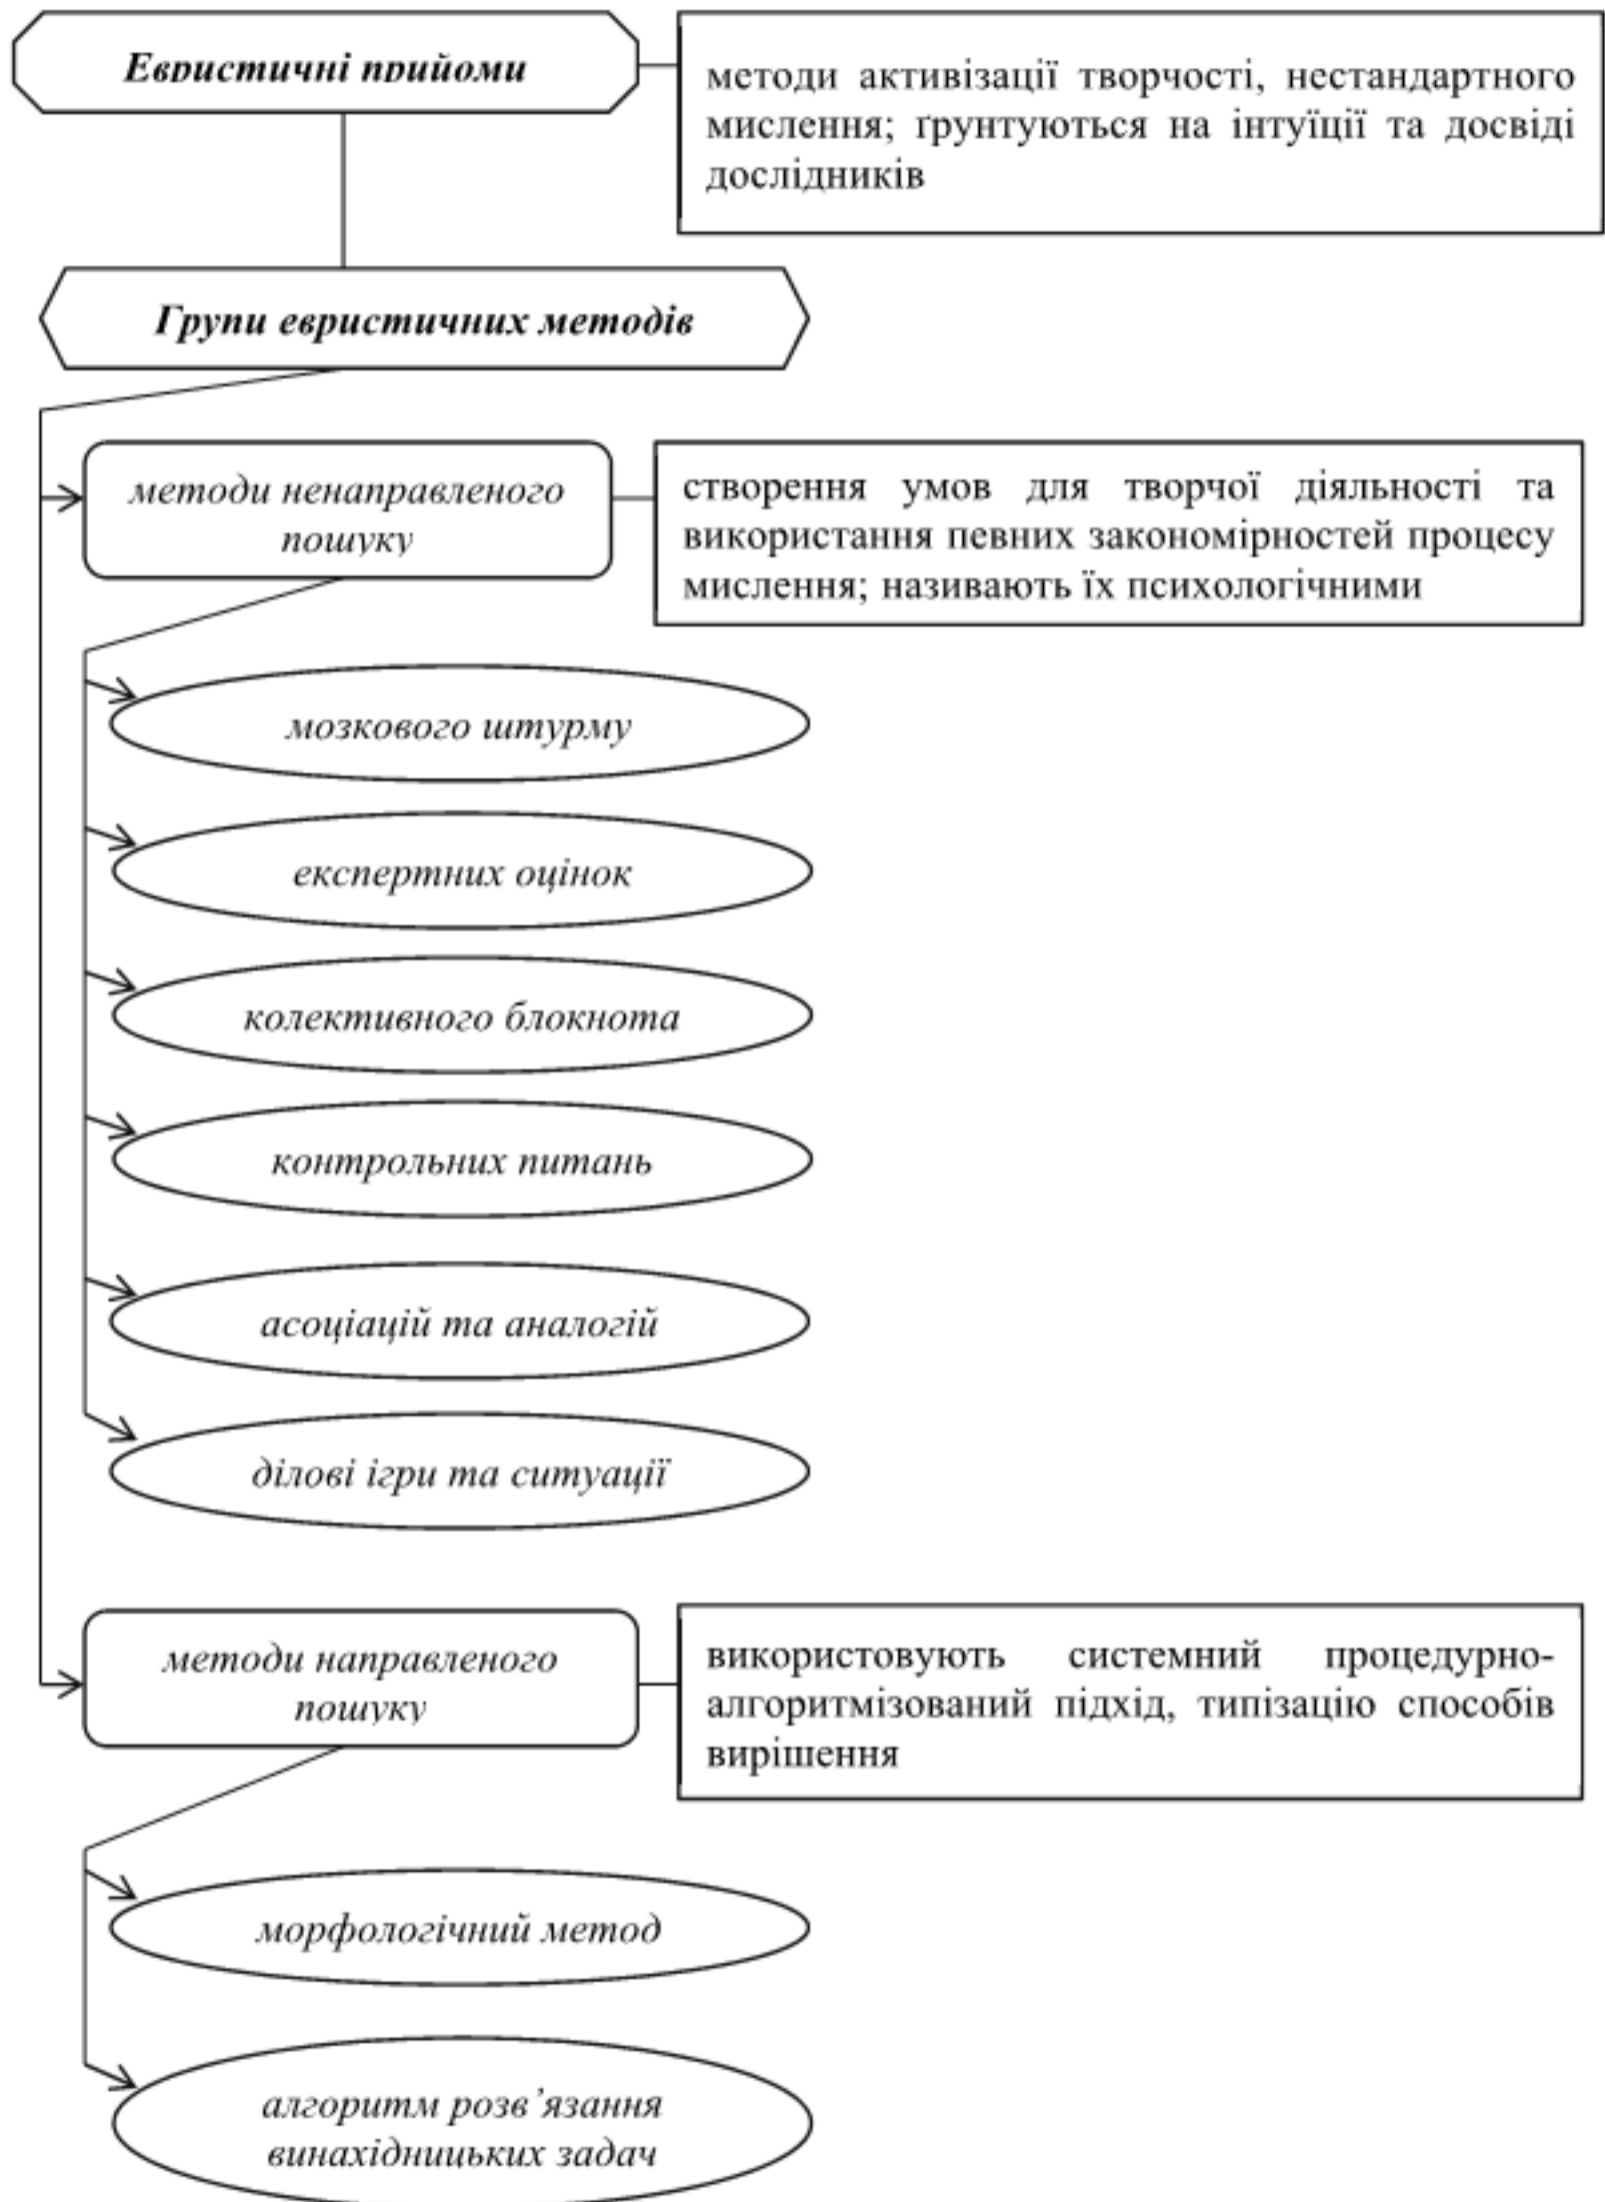 Евристичні прийоми
методи активізації творчості, нестандартного
мислення; ґрунтуються на інтуїції та досвіді
дослідників
Групи евристичних методів
методи ненаправленого
пошуку
створення умов для творчої діяльності та
використання певних закономірностей процесу
мислення; називають їх психологічними
мозкового штурму
експертних оцінок
колективного блокнота
контрольних питань
асоціацій та аналогій
ділові ігри та ситуації
методи направленого
пошуку
використовують системний процедурно-
алгоритмізований підхід, типізацію способів
вирішення
морфологічний метод
алгоритм розв’язання
винахідницьких задач